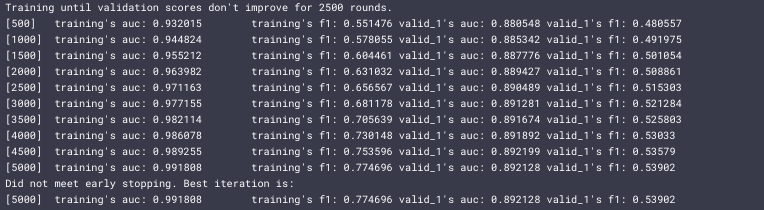 Training until validation scores don't improve for 2500 rounds.
[500] training's auc: 0.932015 training's f1: 0.551476 valid_1's auc: 0.880548 valid_1's f1: 0.480557
[1000] training's auc: 0.944824 training's f1: 0.578055 valid_1's auc: 0.885342 valid_1's f1: 0.491975
[1500] training's auc: 0.955212 training's f1: 0.604461 valid_1's auc: 0.887776 valid_1's f1: 0.501054
[2000] training's auc: 0.963982 training's f1: 0.631032 valid_1's auc: 0.889427 valid_1's f1: 0.508861
[2500] training's auc: 0.971163 training's f1: 0.656567 valid_1's auc: 0.890489 valid_1's f1: 0.515303
[3000] training's auc: 0.977155 training's f1: 0.681178 valid_1's auc: 0.891281 valid_1's f1: 0.521284
[3500] training's auc: 0.982114 training's f1: 0.705639 valid_1's auc: 0.891674 valid_1's f1: 0.525803
[4000] training's auc: 0.986078 training's f1: 0.730148 valid_1's auc: 0.891892 valid_1's f1: 0.53033
[4500] training's auc: 0.989255 training's f1: 0.753596 valid_1's auc: 0.892199 valid_1's f1: 0.53579
[5000] training's auc: 0.991808 training's f1: 0.774696 valid_1's auc: 0.892128 valid_1's f1: 0.53902
Did not meet early stopping. Best iteration is:
[5000] training's auc: 0.991808 training's f1: 0.774696 valid_1's auc: 0.892128 valid_1's f1: 0.53902